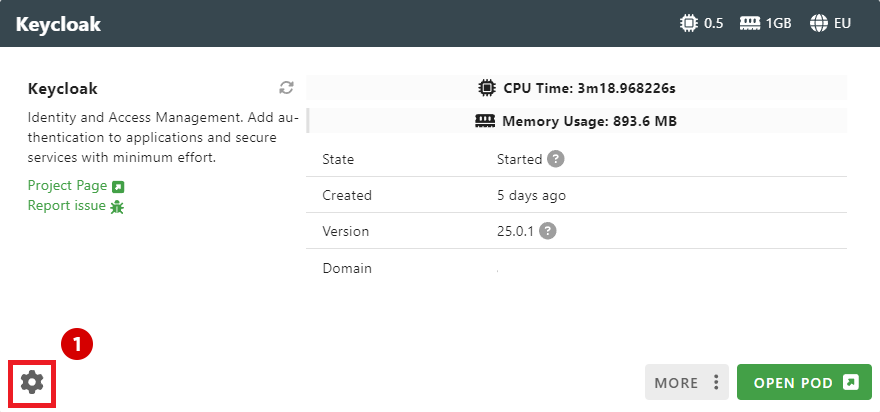 Keycloak
0.5
1GB
EU
Keycloak
Identity and Access Management. Add au-
thentication to applications and secure
services with minimum effort.
Project Page
Report issue
CPU Time: 3m18.968226s
Memory Usage: 893.6 MB
State
Started ?
Created
5 days ago
Version
25.0.1 ?
Domain
1
MORE
OPEN POD